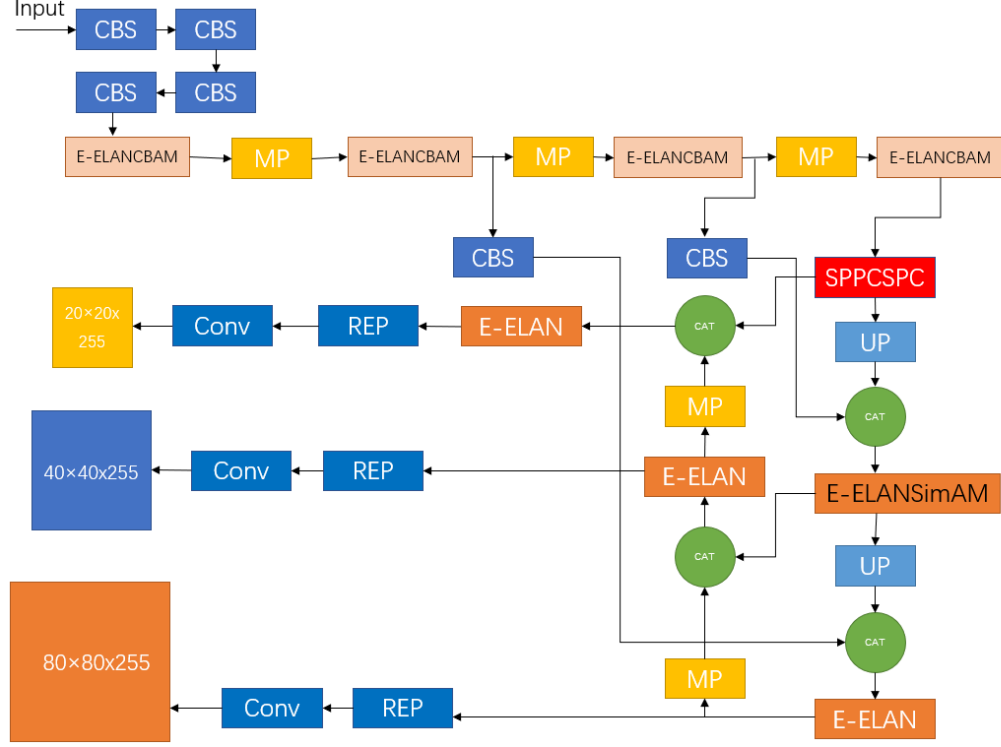 Input
CBS
CBS
CBS
CBS
E-ELANCBAM
MP
E-ELANCBAM
MP
E-ELANCBAM
MP
E-ELANCBAM
CBS
CBS
SPPCSPC
20×20x
255
Conv
REP
E-ELAN
CAT
UP
MP
CAT
40×40x255
Conv
REP
E-ELAN
E-ELANSimAM
CAT
UP
CAT
80×80x255
MP
Conv
REP
E-ELAN